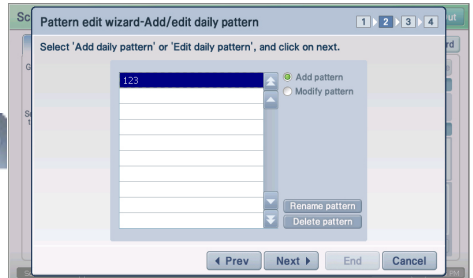 Pattern edit wizard-Add/edit daily pattern
1 2 3 4
Select 'Add daily pattern' or 'Edit daily pattern', and click on next.
123
Add pattern
Modify pattern
Rename pattern
Delete pattern
Prev Next End Cancel